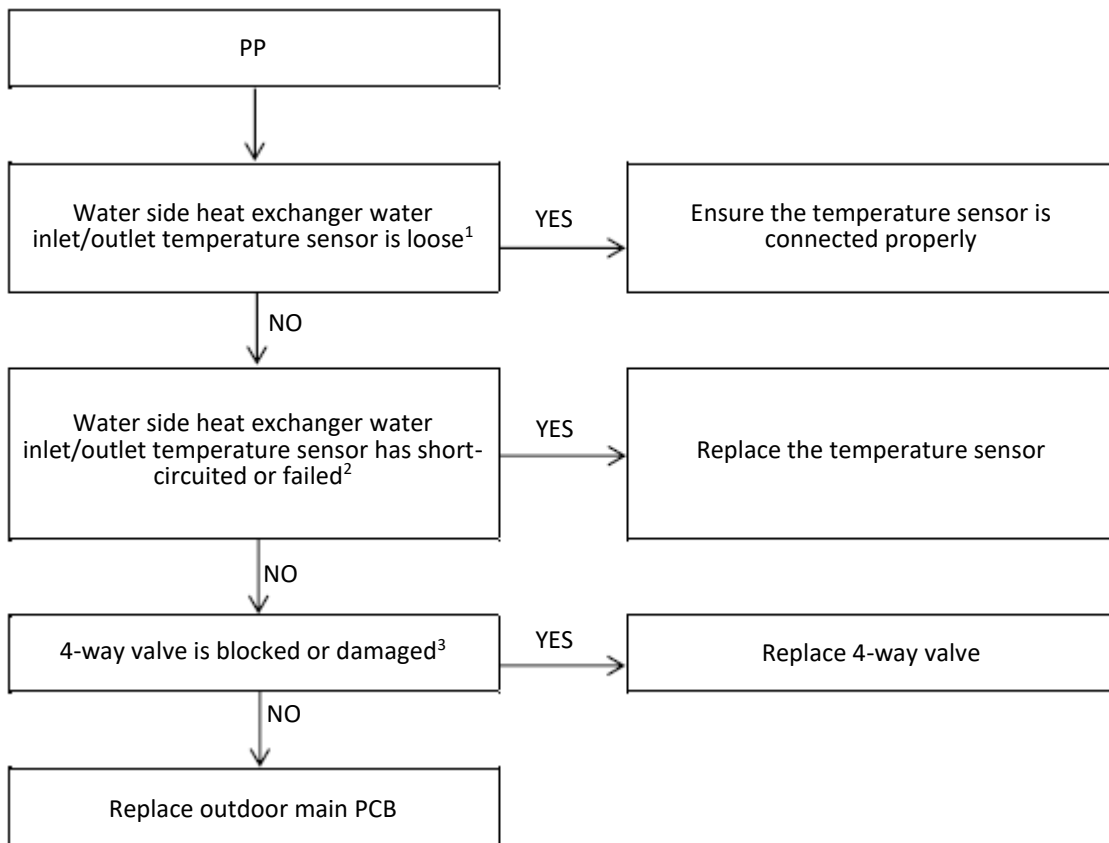 PP
Water side heat exchanger water
inlet/outlet temperature sensor is loose¹
YES
Ensure the temperature sensor is
connected properly
NO
Water side heat exchanger water
inlet/outlet temperature sensor has short-
circuited or failed²
YES
Replace the temperature sensor
NO
4-way valve is blocked or damaged³
YES
Replace 4-way valve
NO
Replace outdoor main PCB